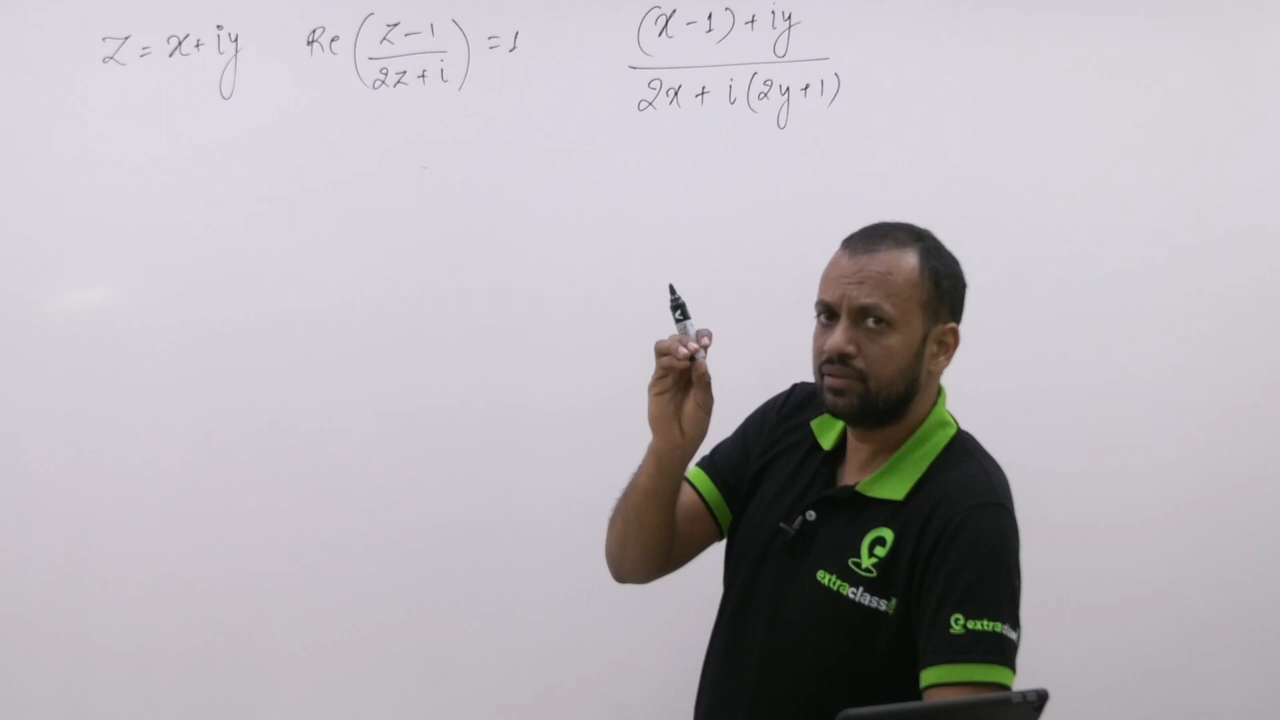 z = x + iy    Re((z-1)/(2z+i)) = 1    ((x-1)+iy)/(2x+i(2y+1))
extraclass
extraclass